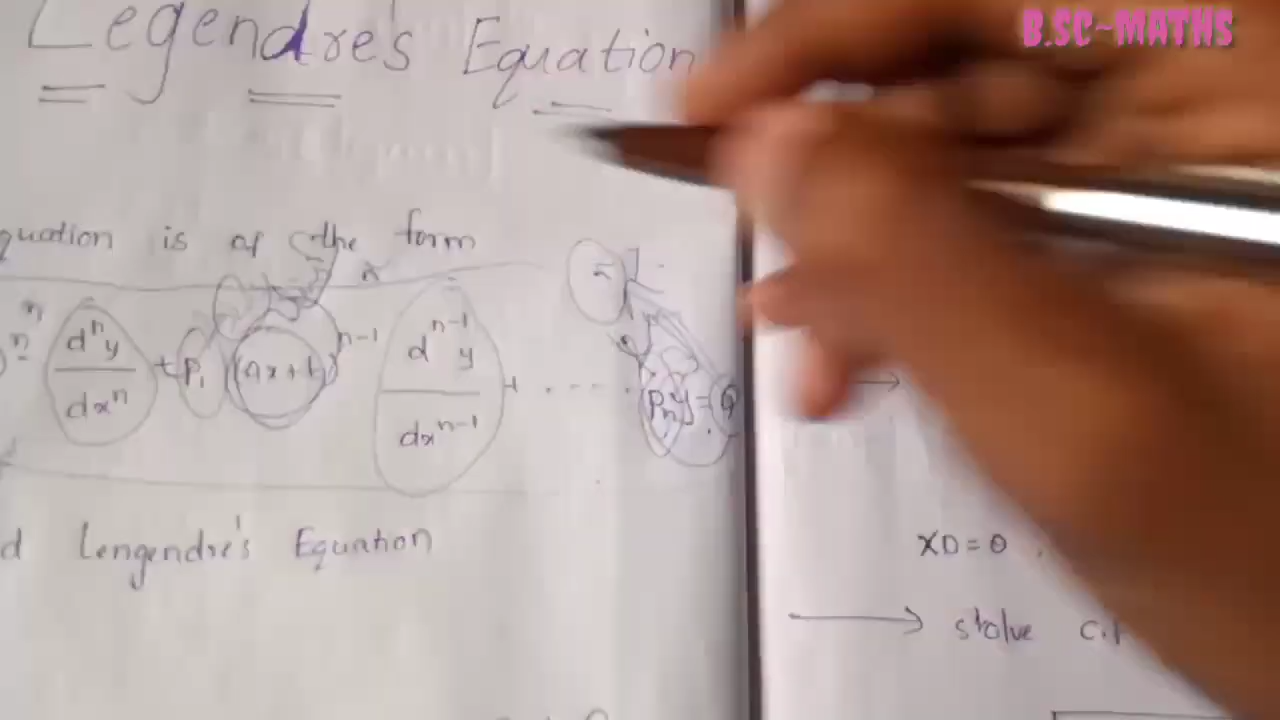 Legendre's Equation
B.SC-MATHS
quation is of the form
)ⁿ dⁿy/dxⁿ + P₁ (ax+b)ⁿ⁻¹ dⁿ⁻¹y/dxⁿ⁻¹ + ..... Pₙy = Q
d Lengendre's Equation
XD = θ
stolve C.F